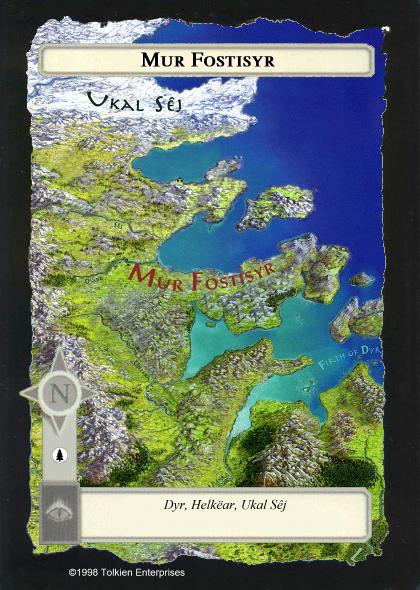 Mur Fostisyr
Ukal Sêj
Mur Fostisyr
Firth of Dyr
N
Dyr, Helkëar, Ukal Sêj
©1998 Tolkien Enterprises